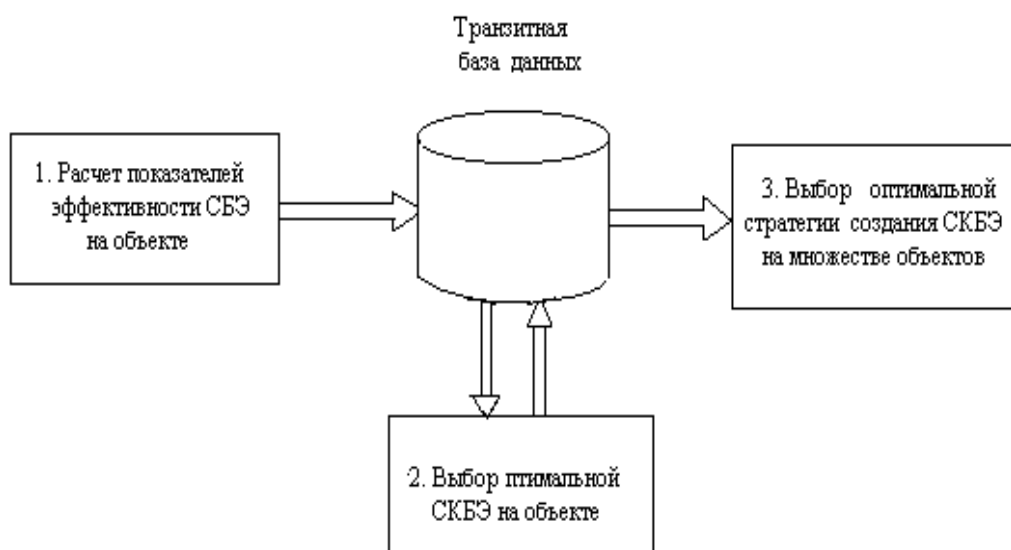 Транзитная
база данных
1. Расчет показателей
эффективности СБЭ
на объекте
3. Выбор оптимальной
стратегии создания СКБЭ
на множестве объектов
2. Выбор птимальной
СКБЭ на объекте